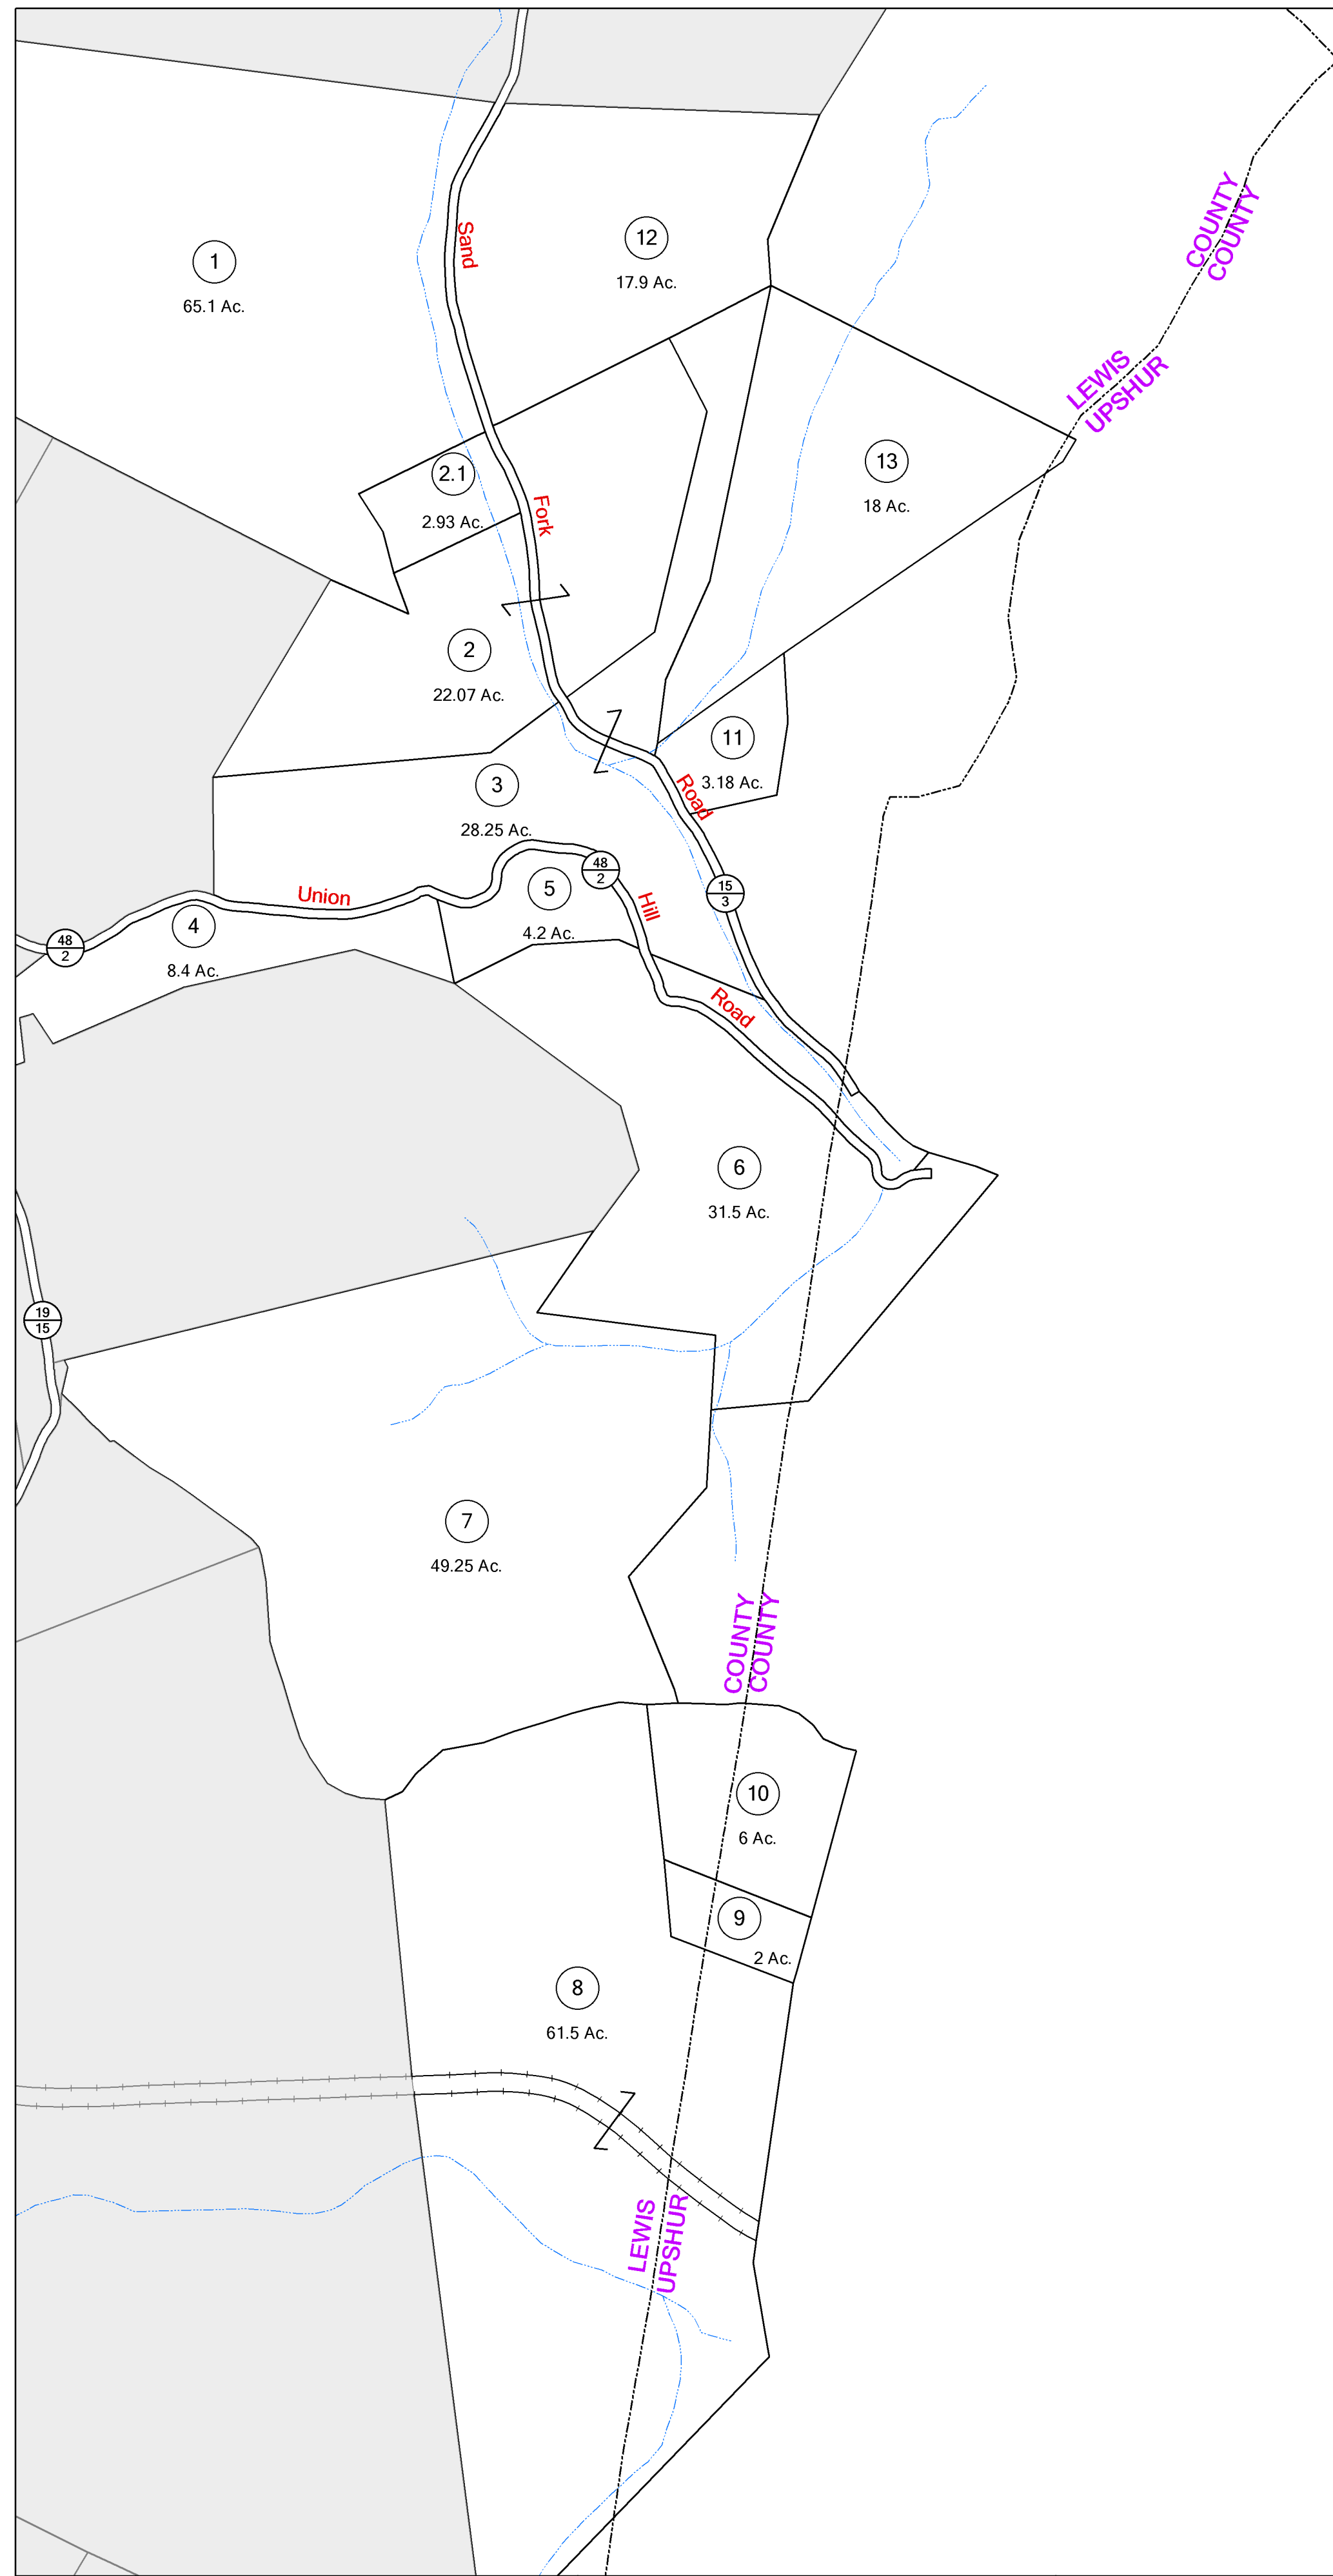 COUNTY
COUNTY
Sand
12
17.9 Ac.
1
65.1 Ac.
LEWIS
UPSHUR
2.1
2.93 Ac.
Fork
13
18 Ac.
2
22.07 Ac.
11
3.18 Ac.
Road
3
28.25 Ac.
48
2
5
4.2 Ac.
15
3
Union
Hill
4
8.4 Ac.
48
2
Road
6
31.5 Ac.
19
15
7
49.25 Ac.
COUNTY
COUNTY
10
6 Ac.
9
2 Ac.
8
61.5 Ac.
LEWIS
UPSHUR